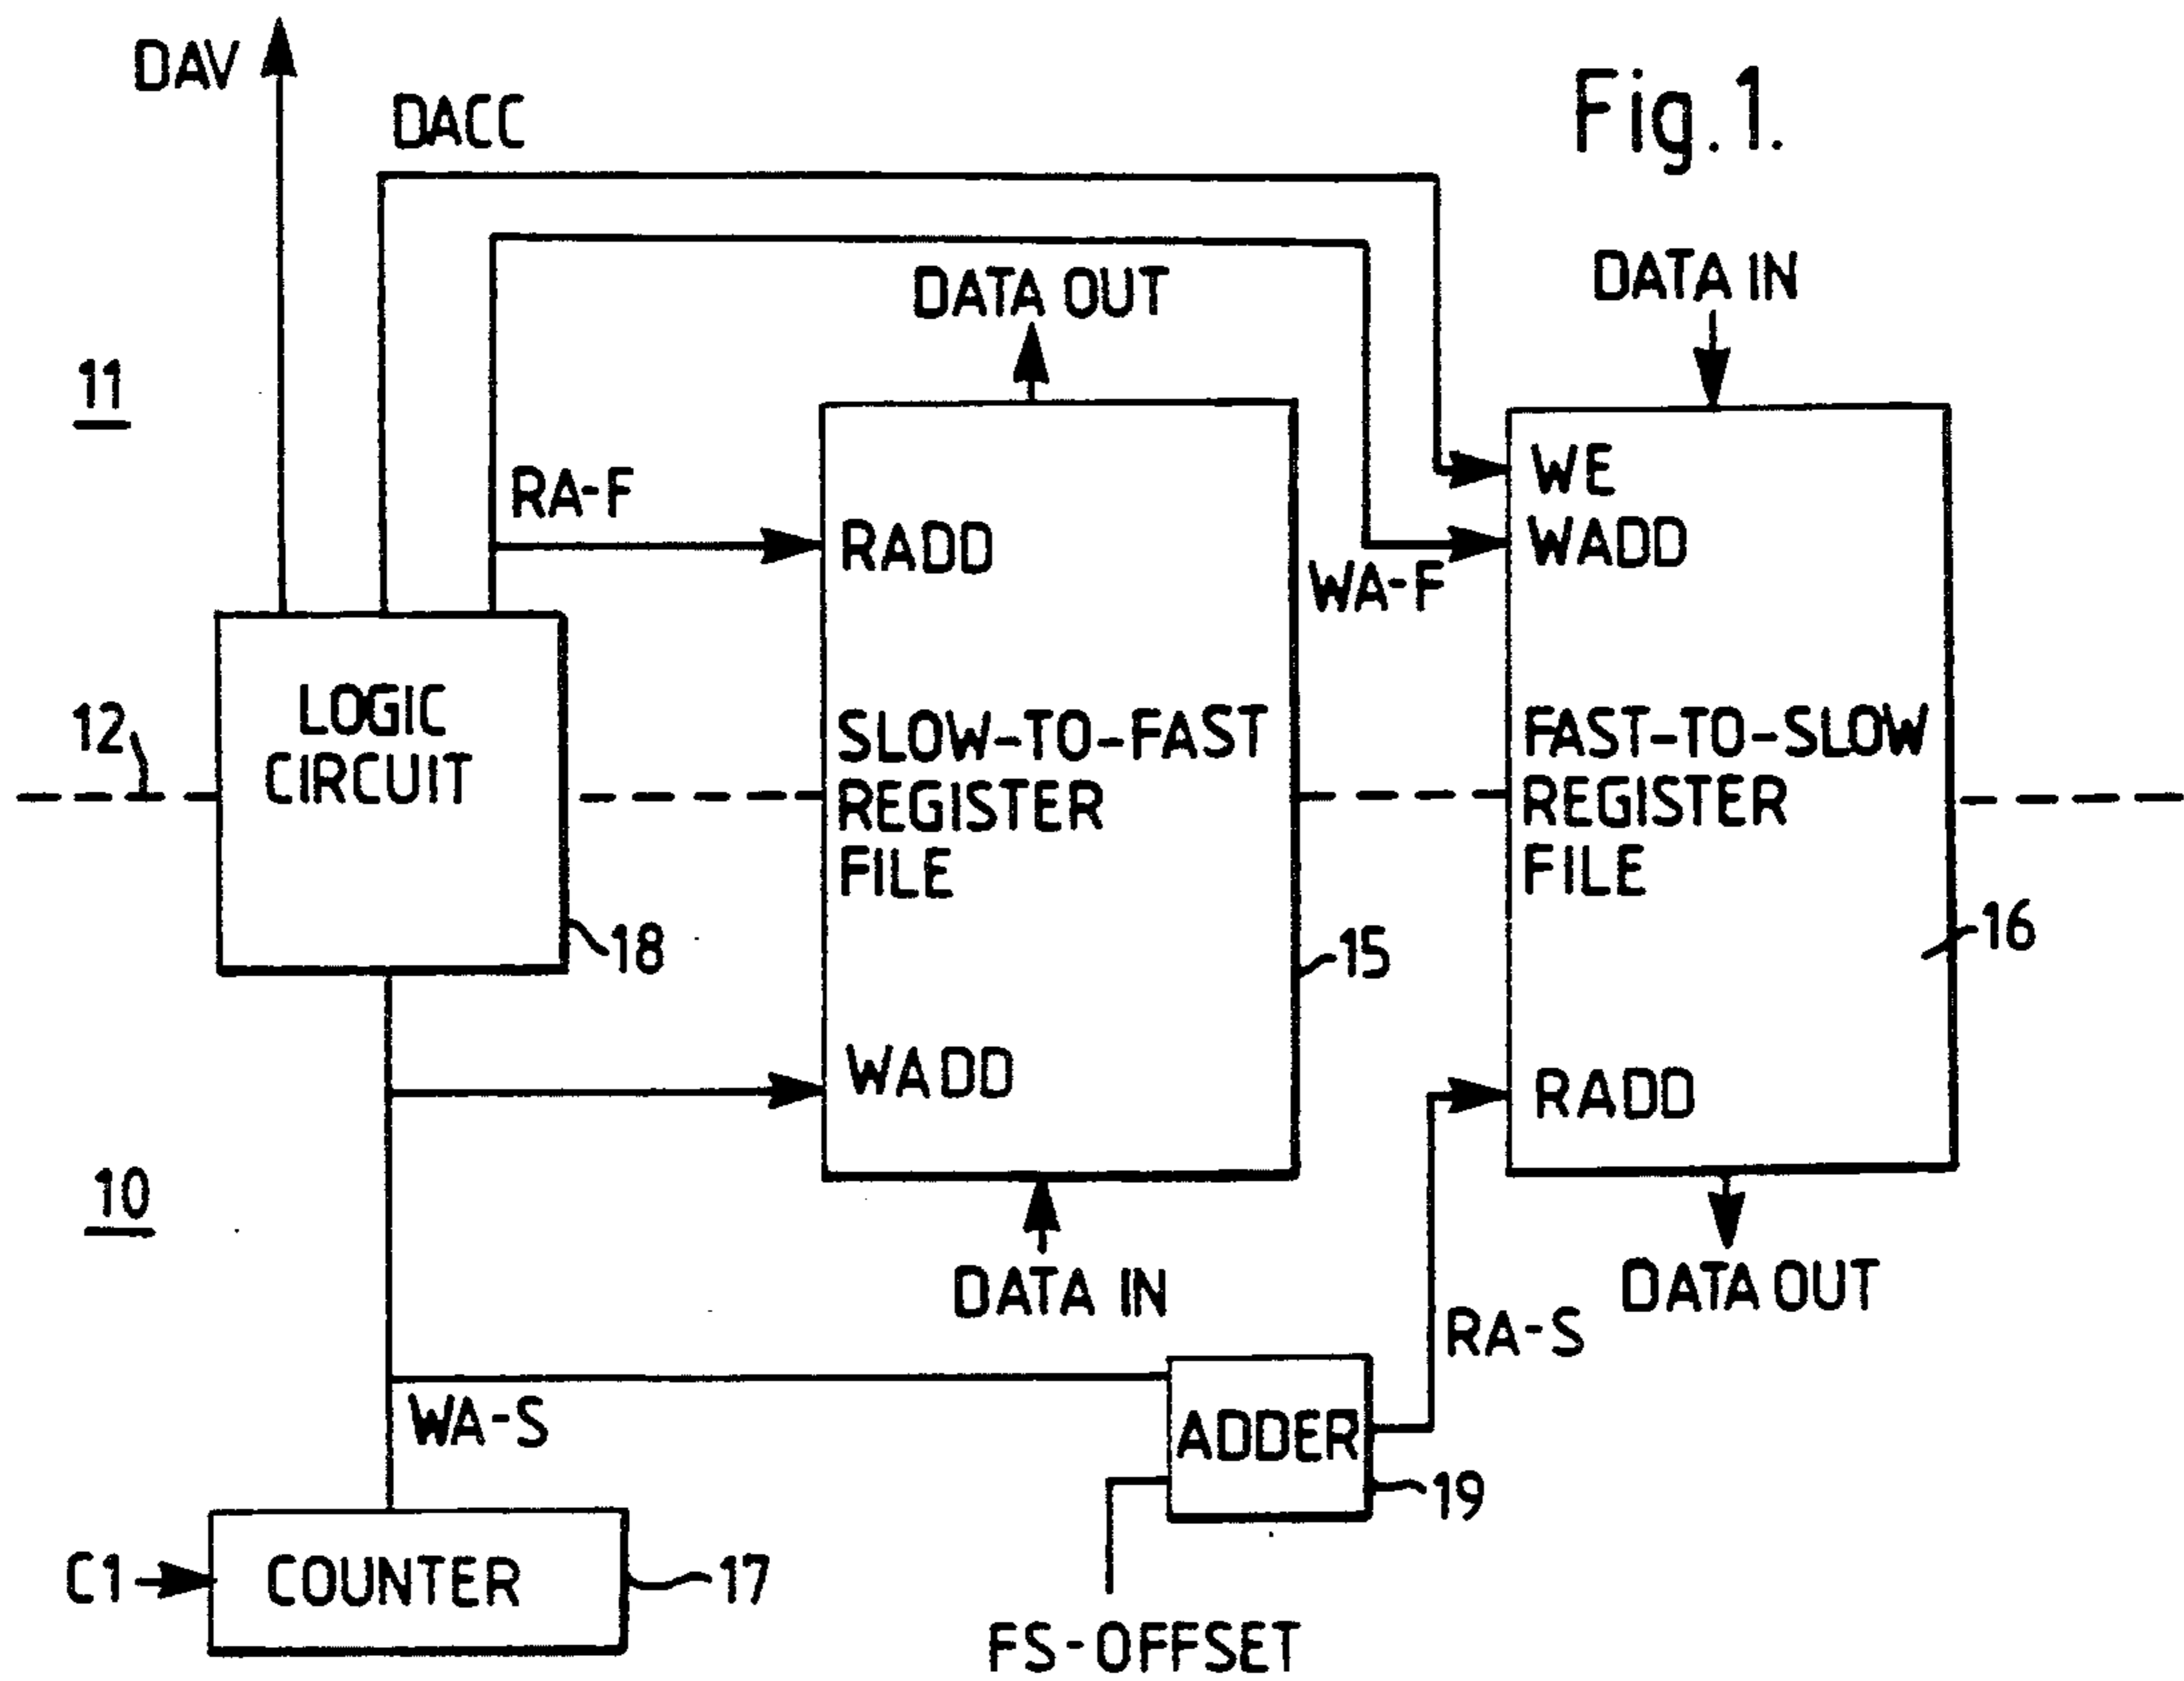 DAV
DACC
Fig.1.
DATA IN
DATA OUT
11
RA-F
WE
RADD
WADD
WA-F
12
LOGIC
CIRCUIT
SLOW-TO-FAST
REGISTER
FILE
FAST-TO-SLOW
REGISTER
FILE
18
15
16
WADD
RADD
10
DATA IN
DATA OUT
RA-S
WA-S
ADDER
19
C1
COUNTER
17
FS-OFFSET